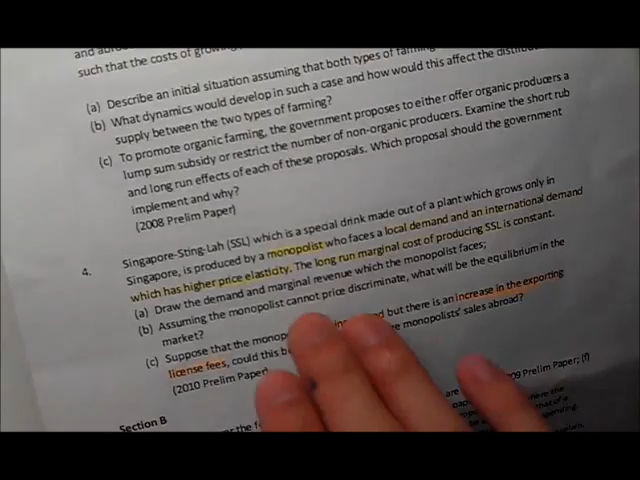 and abro
such that the costs of growing
(a) Describe an initial situation assuming that both types of farming
(b) What dynamics would develop in such a case and how would this affect the distribu
supply between the two types of farming?
(c) To promote organic farming, the government proposes to either offer organic producers a
lump sum subsidy or restrict the number of non-organic producers. Examine the short rub
and long run effects of each of these proposals. Which proposal should the government
implement and why?
(2008 Prelim Paper)
4. Singapore-Sting-Lah (SSL) which is a special drink made out of a plant which grows only in
Singapore, is produced by a monopolist who faces a local demand and an international demand
which has higher price elasticity. The long run marginal cost of producing SSL is constant.
(a) Draw the demand and marginal revenue which the monopolist faces;
(b) Assuming the monopolist cannot price discriminate, what will be the equilibrium in the
market?
(c) Suppose that the monop but there is an increase in the exporting
license fees, could this be monopolists' sales abroad?
(2010 Prelim Paper)
Section B
09 Prelim Paper; (f)